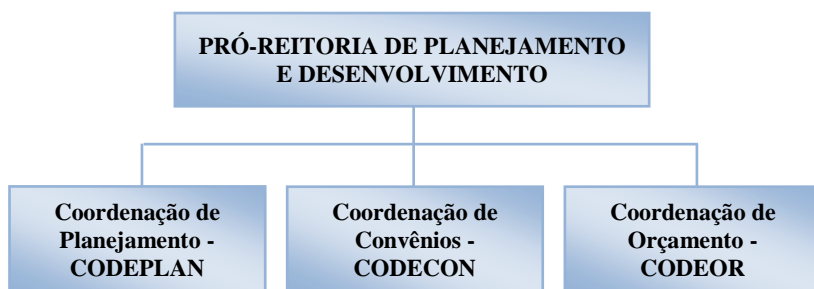 PRÓ-REITORIA DE PLANEJAMENTO
E DESENVOLVIMENTO
Coordenação de
Planejamento -
CODEPLAN
Coordenação de
Convênios -
CODECON
Coordenação de
Orçamento -
CODEOR